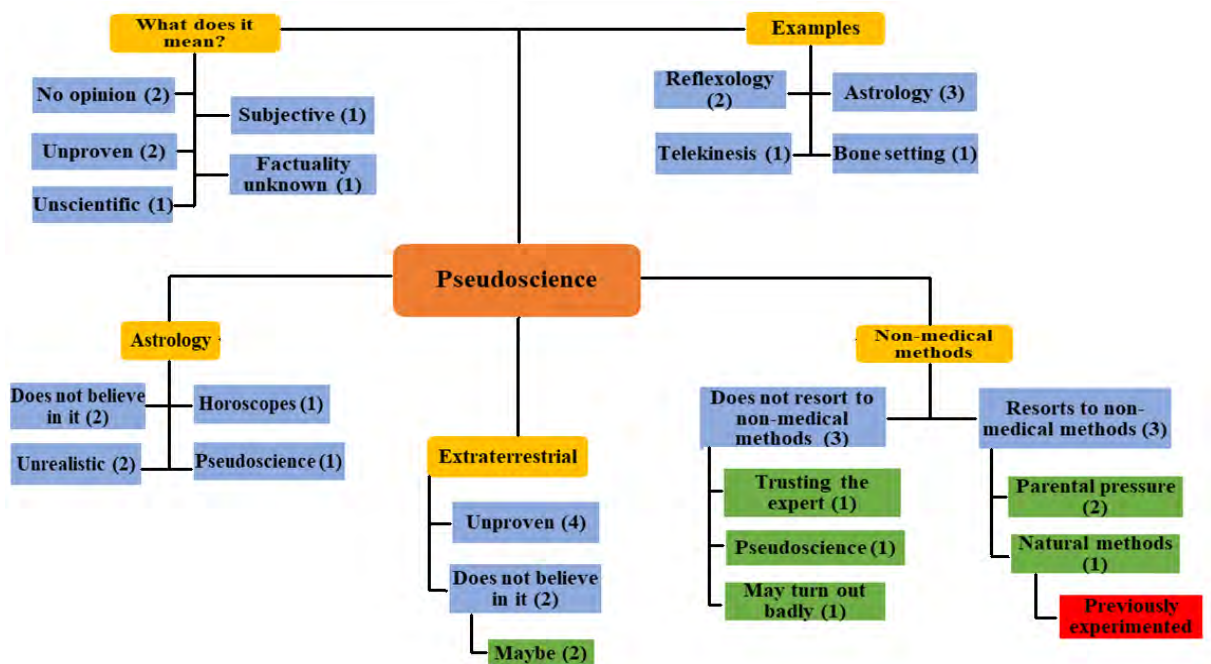 What does it
mean?
No opinion (2)
Subjective (1)
Unproven (2)
Factuality
unknown (1)
Unscientific (1)
Examples
Reflexology
(2)
Astrology (3)
Telekinesis (1)
Bone setting (1)
Pseudoscience
Astrology
Does not believe
in it (2)
Horoscopes (1)
Unrealistic (2)
Pseudoscience (1)
Extraterrestrial
Unproven (4)
Does not believe
in it (2)
Maybe (2)
Non-medical
methods
Does not resort to
non-medical
methods (3)
Trusting the
expert (1)
Pseudoscience (1)
May turn out
badly (1)
Resorts to non-
medical methods (3)
Parental pressure
(2)
Natural methods
(1)
Previously
experimented